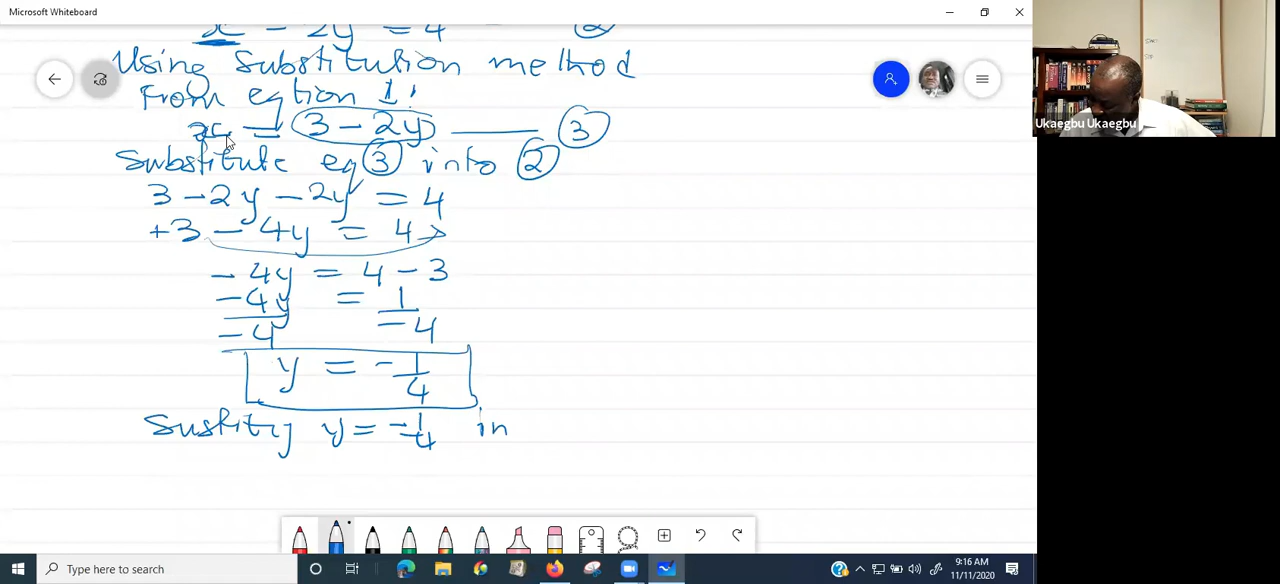 Microsoft Whiteboard
x - 2y = 4 ②
Using Substitution method
From eqtion 1:
x = 3 - 2y ③
Substitute eq ③ into ②
3 - 2y - 2y = 4
+3 - 4y = 4
- 4y = 4 - 3
-4y = 1
-4 -4
y = - 1/4
y = - 1/4 in
Ukaegbu Ukaegbu
Type here to search
9:16 AM
11/11/2020